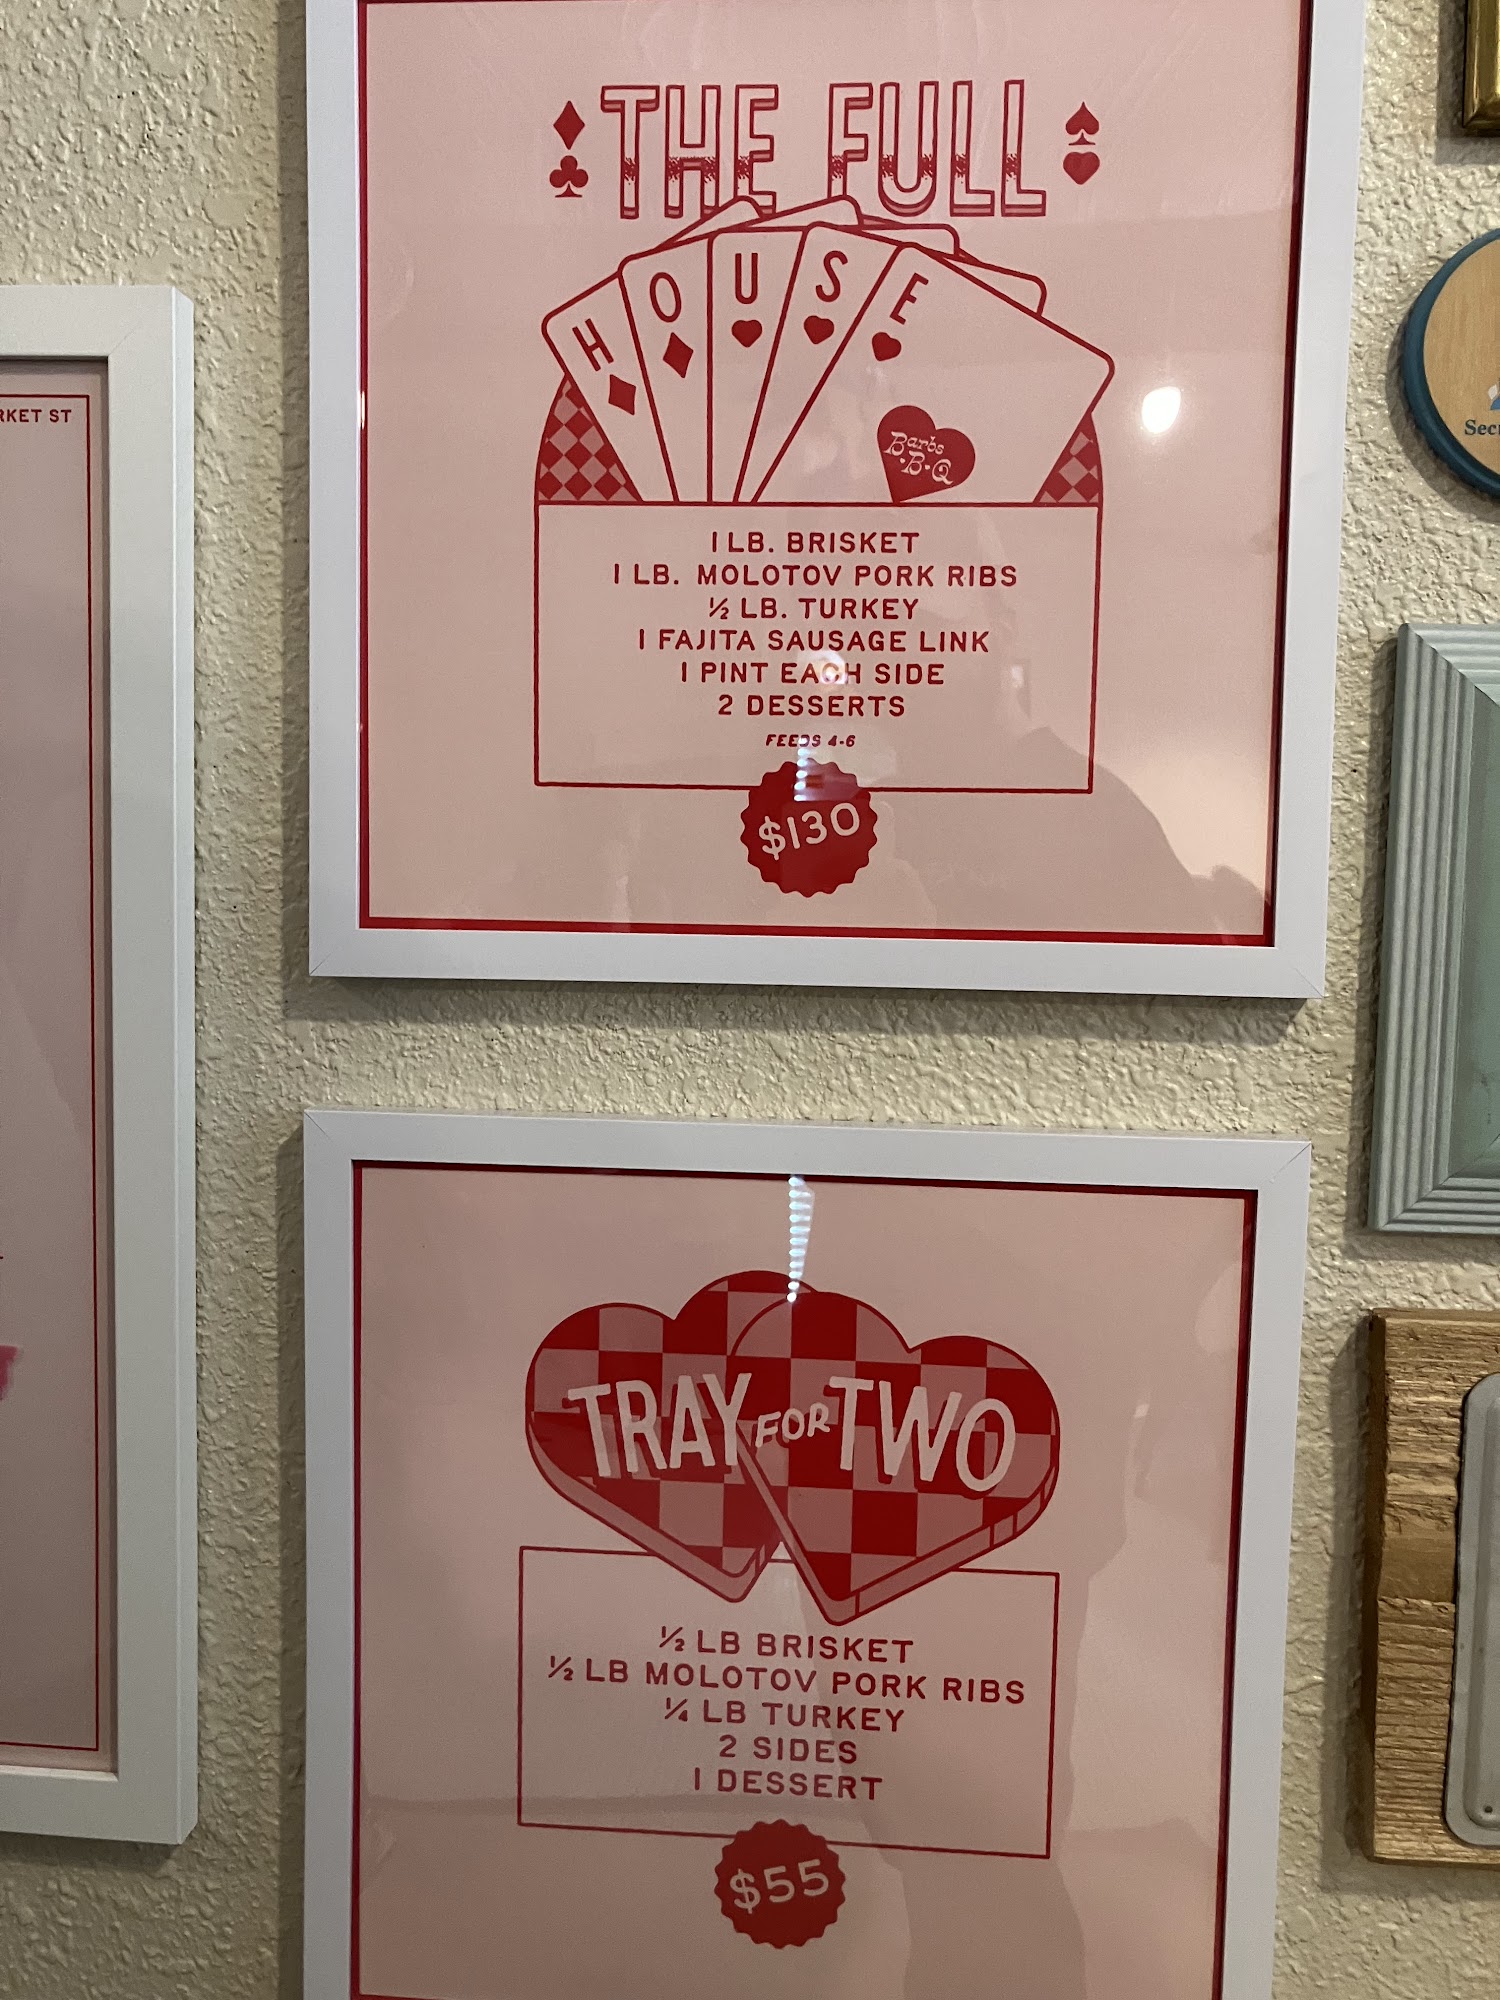 RKET ST
THE FULL
HOUSE
Barbs
·B·Q
1 LB. BRISKET
1 LB. MOLOTOV PORK RIBS
½ LB. TURKEY
1 FAJITA SAUSAGE LINK
1 PINT EACH SIDE
2 DESSERTS
FEEDS 4-6
$130
Sec
TRAY FOR TWO
½ LB BRISKET
½ LB MOLOTOV PORK RIBS
¼ LB TURKEY
2 SIDES
1 DESSERT
$55